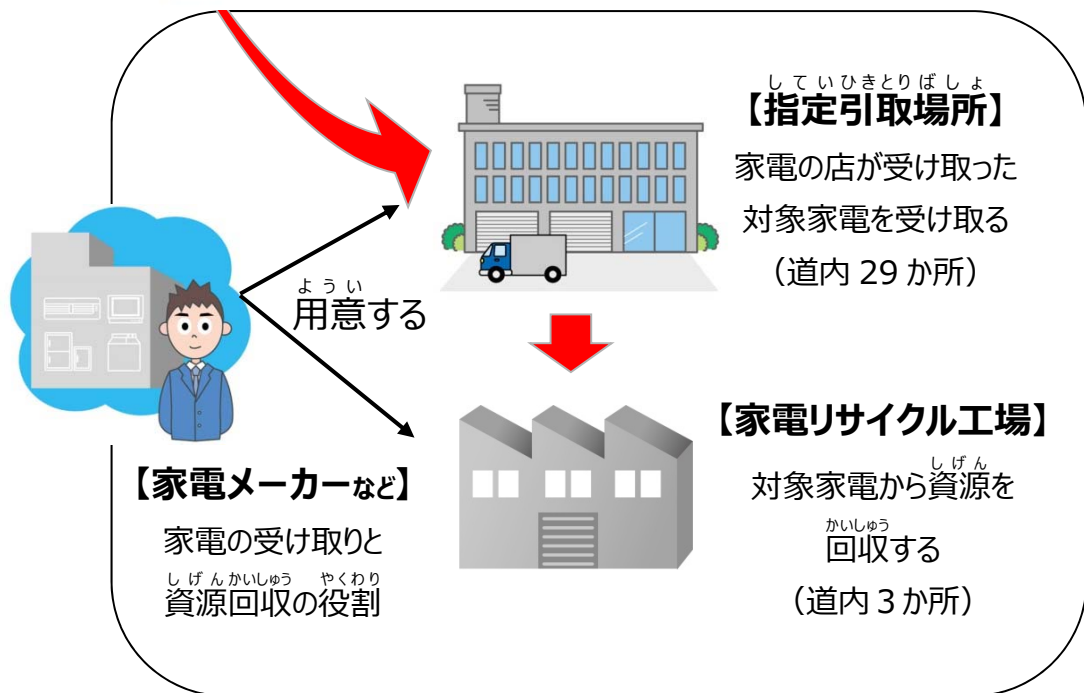 していひきとりばしょ
【指定引取場所】
家電の店が受け取った
対象家電を受け取る
（道内 29 か所）
ようい
用意する
【家電リサイクル工場】
しげん
対象家電から資源を
かいしゅう
回収する
（道内 3 か所）
【家電メーカーなど】
家電の受け取りと
しげんかいしゅう やくわり
資源回収の役割